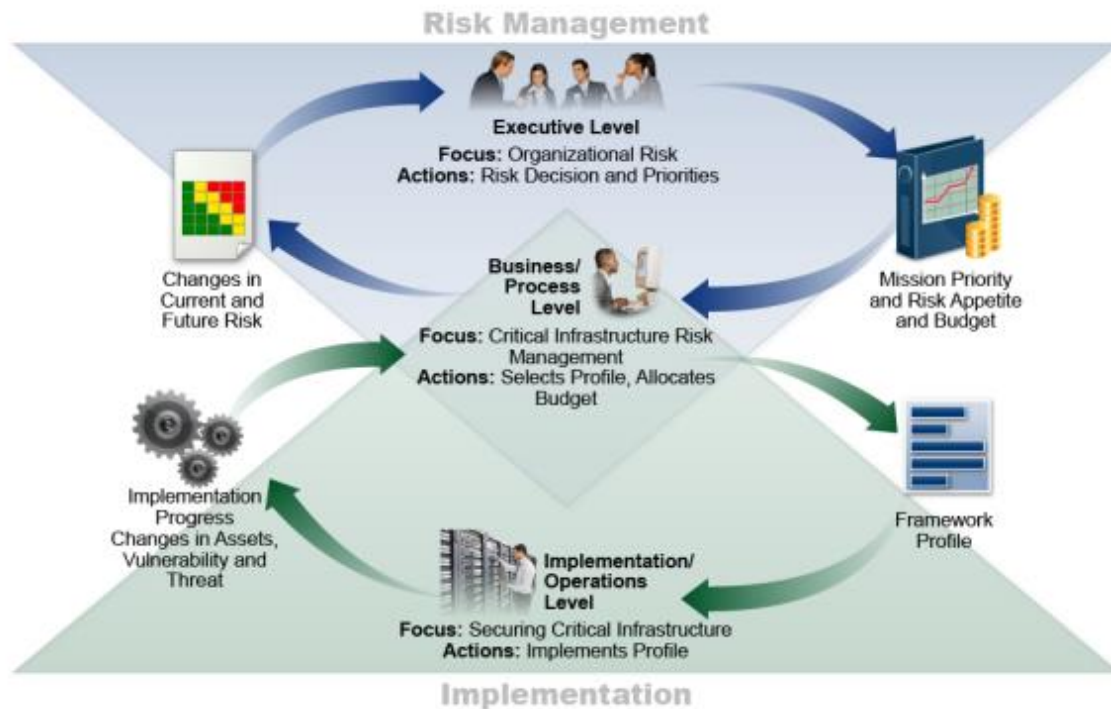 Risk Management
Executive Level
Focus: Organizational Risk
Actions: Risk Decision and Priorities
Changes in
Current and
Future Risk
Mission Priority
and Risk Appetite
and Budget
Business/
Process
Level
Focus: Critical Infrastructure Risk
Management
Actions: Selects Profile, Allocates
Budget
Implementation
Progress
Changes in Assets,
Vulnerability and
Threat
Framework
Profile
Implementation/
Operations
Level
Focus: Securing Critical Infrastructure
Actions: Implements Profile
Implementation